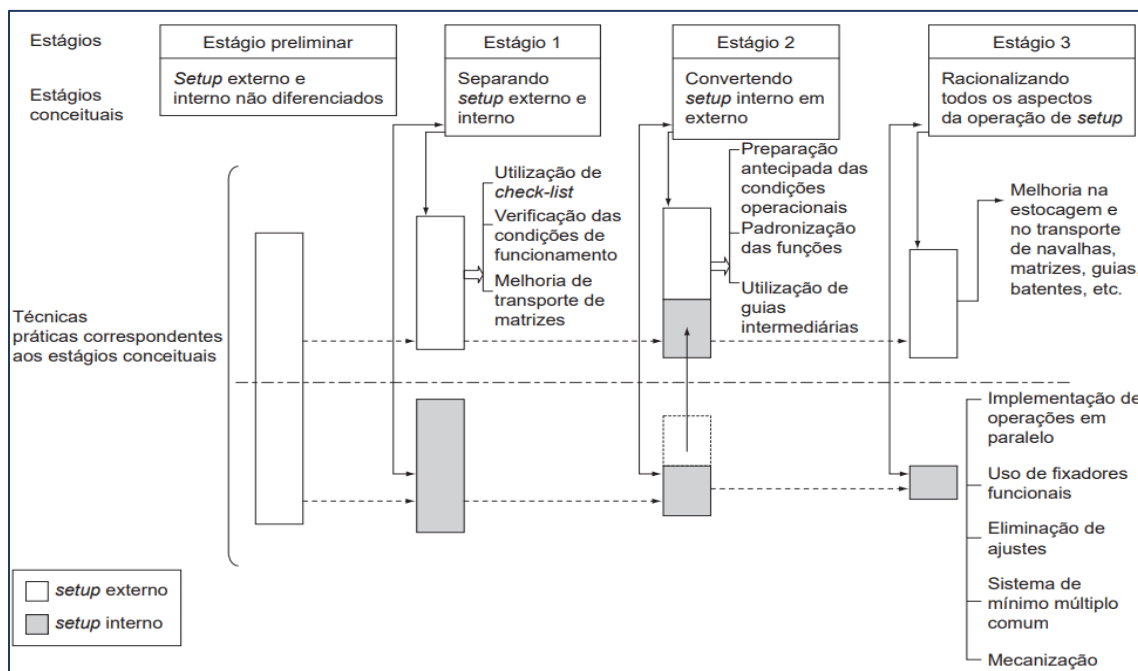 Estágios
Estágio preliminar
Estágio 1
Estágio 2
Estágio 3
Estágios
conceituais
Setup externo e
interno não diferenciados
Separando
setup externo e
interno
Convertendo
setup interno em
externo
Racionalizando
todos os aspectos
da operação de setup
Técnicas
práticas correspondentes
aos estágios conceituais
Utilização de
check-list
Verificação das
condições de
funcionamento
Melhoria de
transporte de
matrizes
Preparação
antecipada das
condições
operacionais
Padronização
das funções
Utilização de
guias
intermediárias
Melhoria na
estocagem e
no transporte
de navalhas,
matrizes, guias,
batentes, etc.
Implementação de
operações em
paralelo
Uso de fixadores
funcionais
Eliminação de
ajustes
Sistema de
mínimo múltiplo
comum
Mecanização
setup externo
setup interno